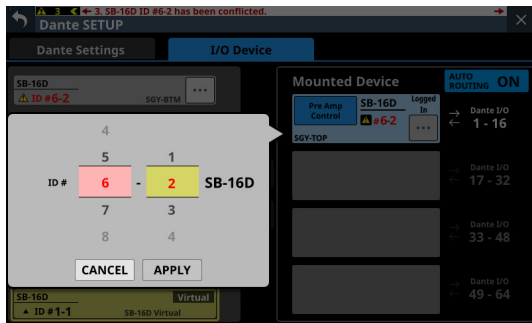 3 ← 3. SB-16D ID #6-2 has been conflicted. →
Dante SETUP
Dante Settings
I/O Device
SB-16D
ID #6-2
SGY-BTM
...
4
5 1
ID # 6 - 2 SB-16D
7 3
8 4
CANCEL APPLY
SB-16D
Virtual
ID #1-1
SB-16D Virtual
Mounted Device
AUTO
ROUTING ON
Pre Amp
Control
SB-16D
#6-2
Logged
In
...
SGY-TOP
Dante I/O
1 - 16
Dante I/O
17 - 32
Dante I/O
33 - 48
Dante I/O
49 - 64